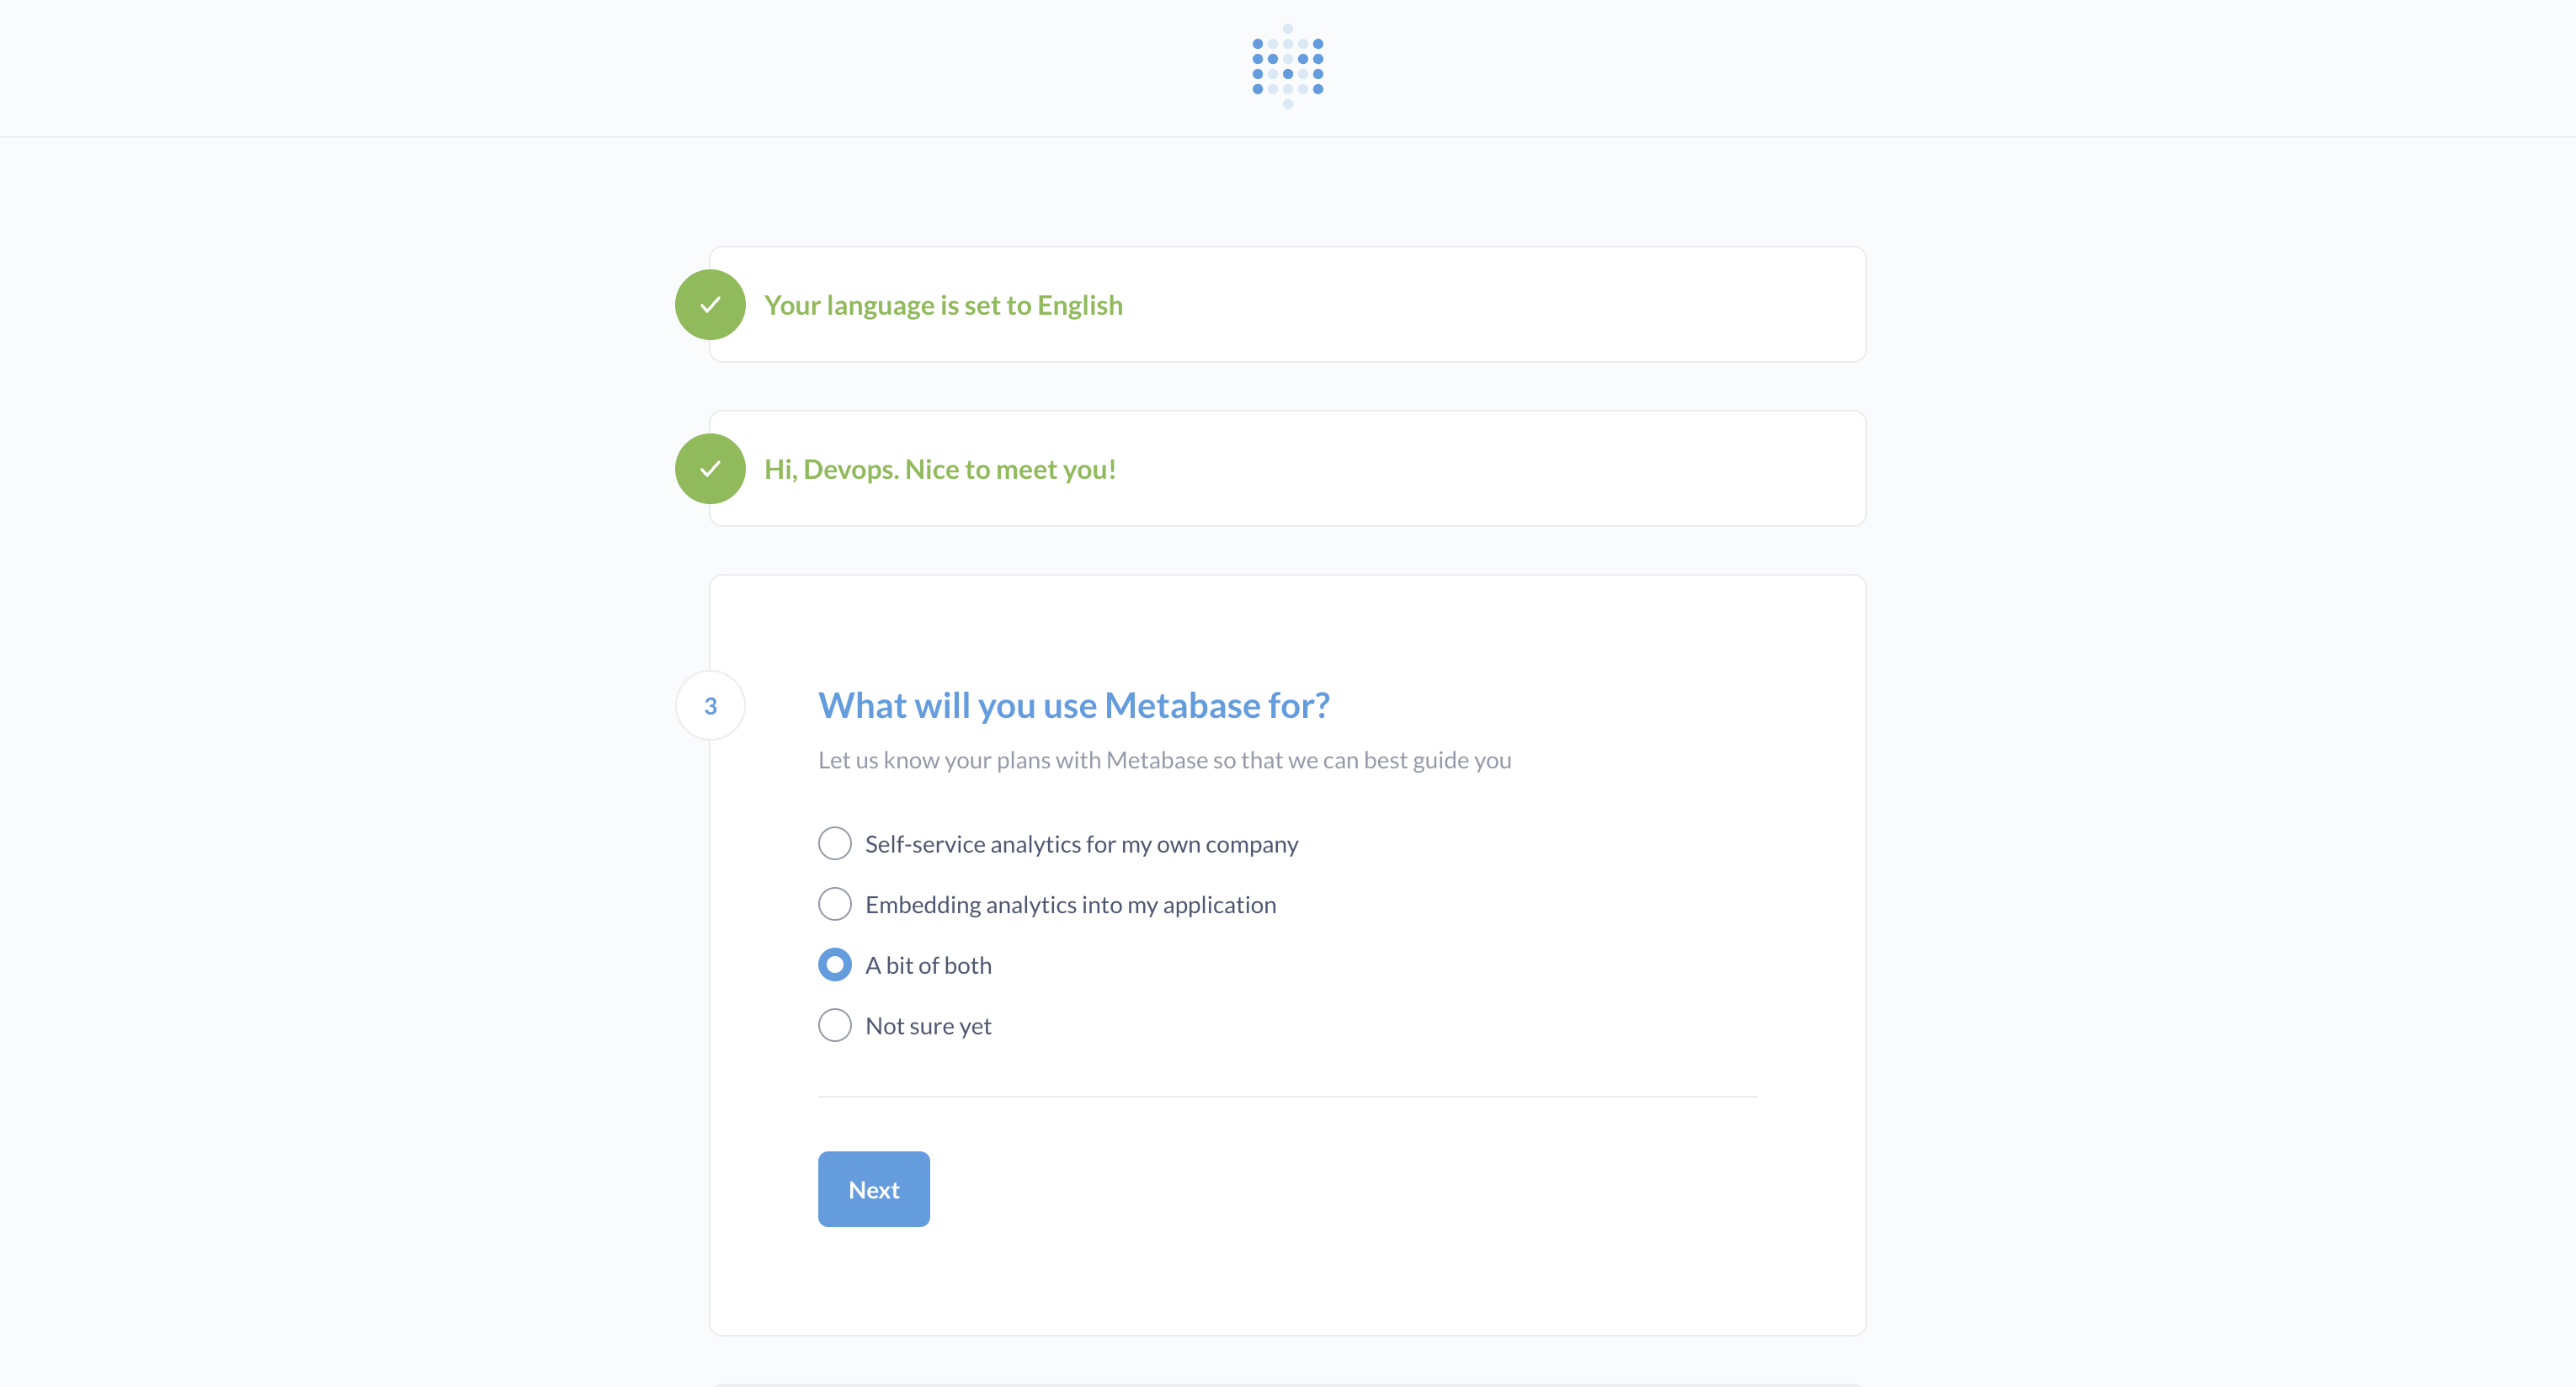 Your language is set to English
Hi, Devops. Nice to meet you!
3
What will you use Metabase for?
Let us know your plans with Metabase so that we can best guide you
Self-service analytics for my own company
Embedding analytics into my application
A bit of both
Not sure yet
Next